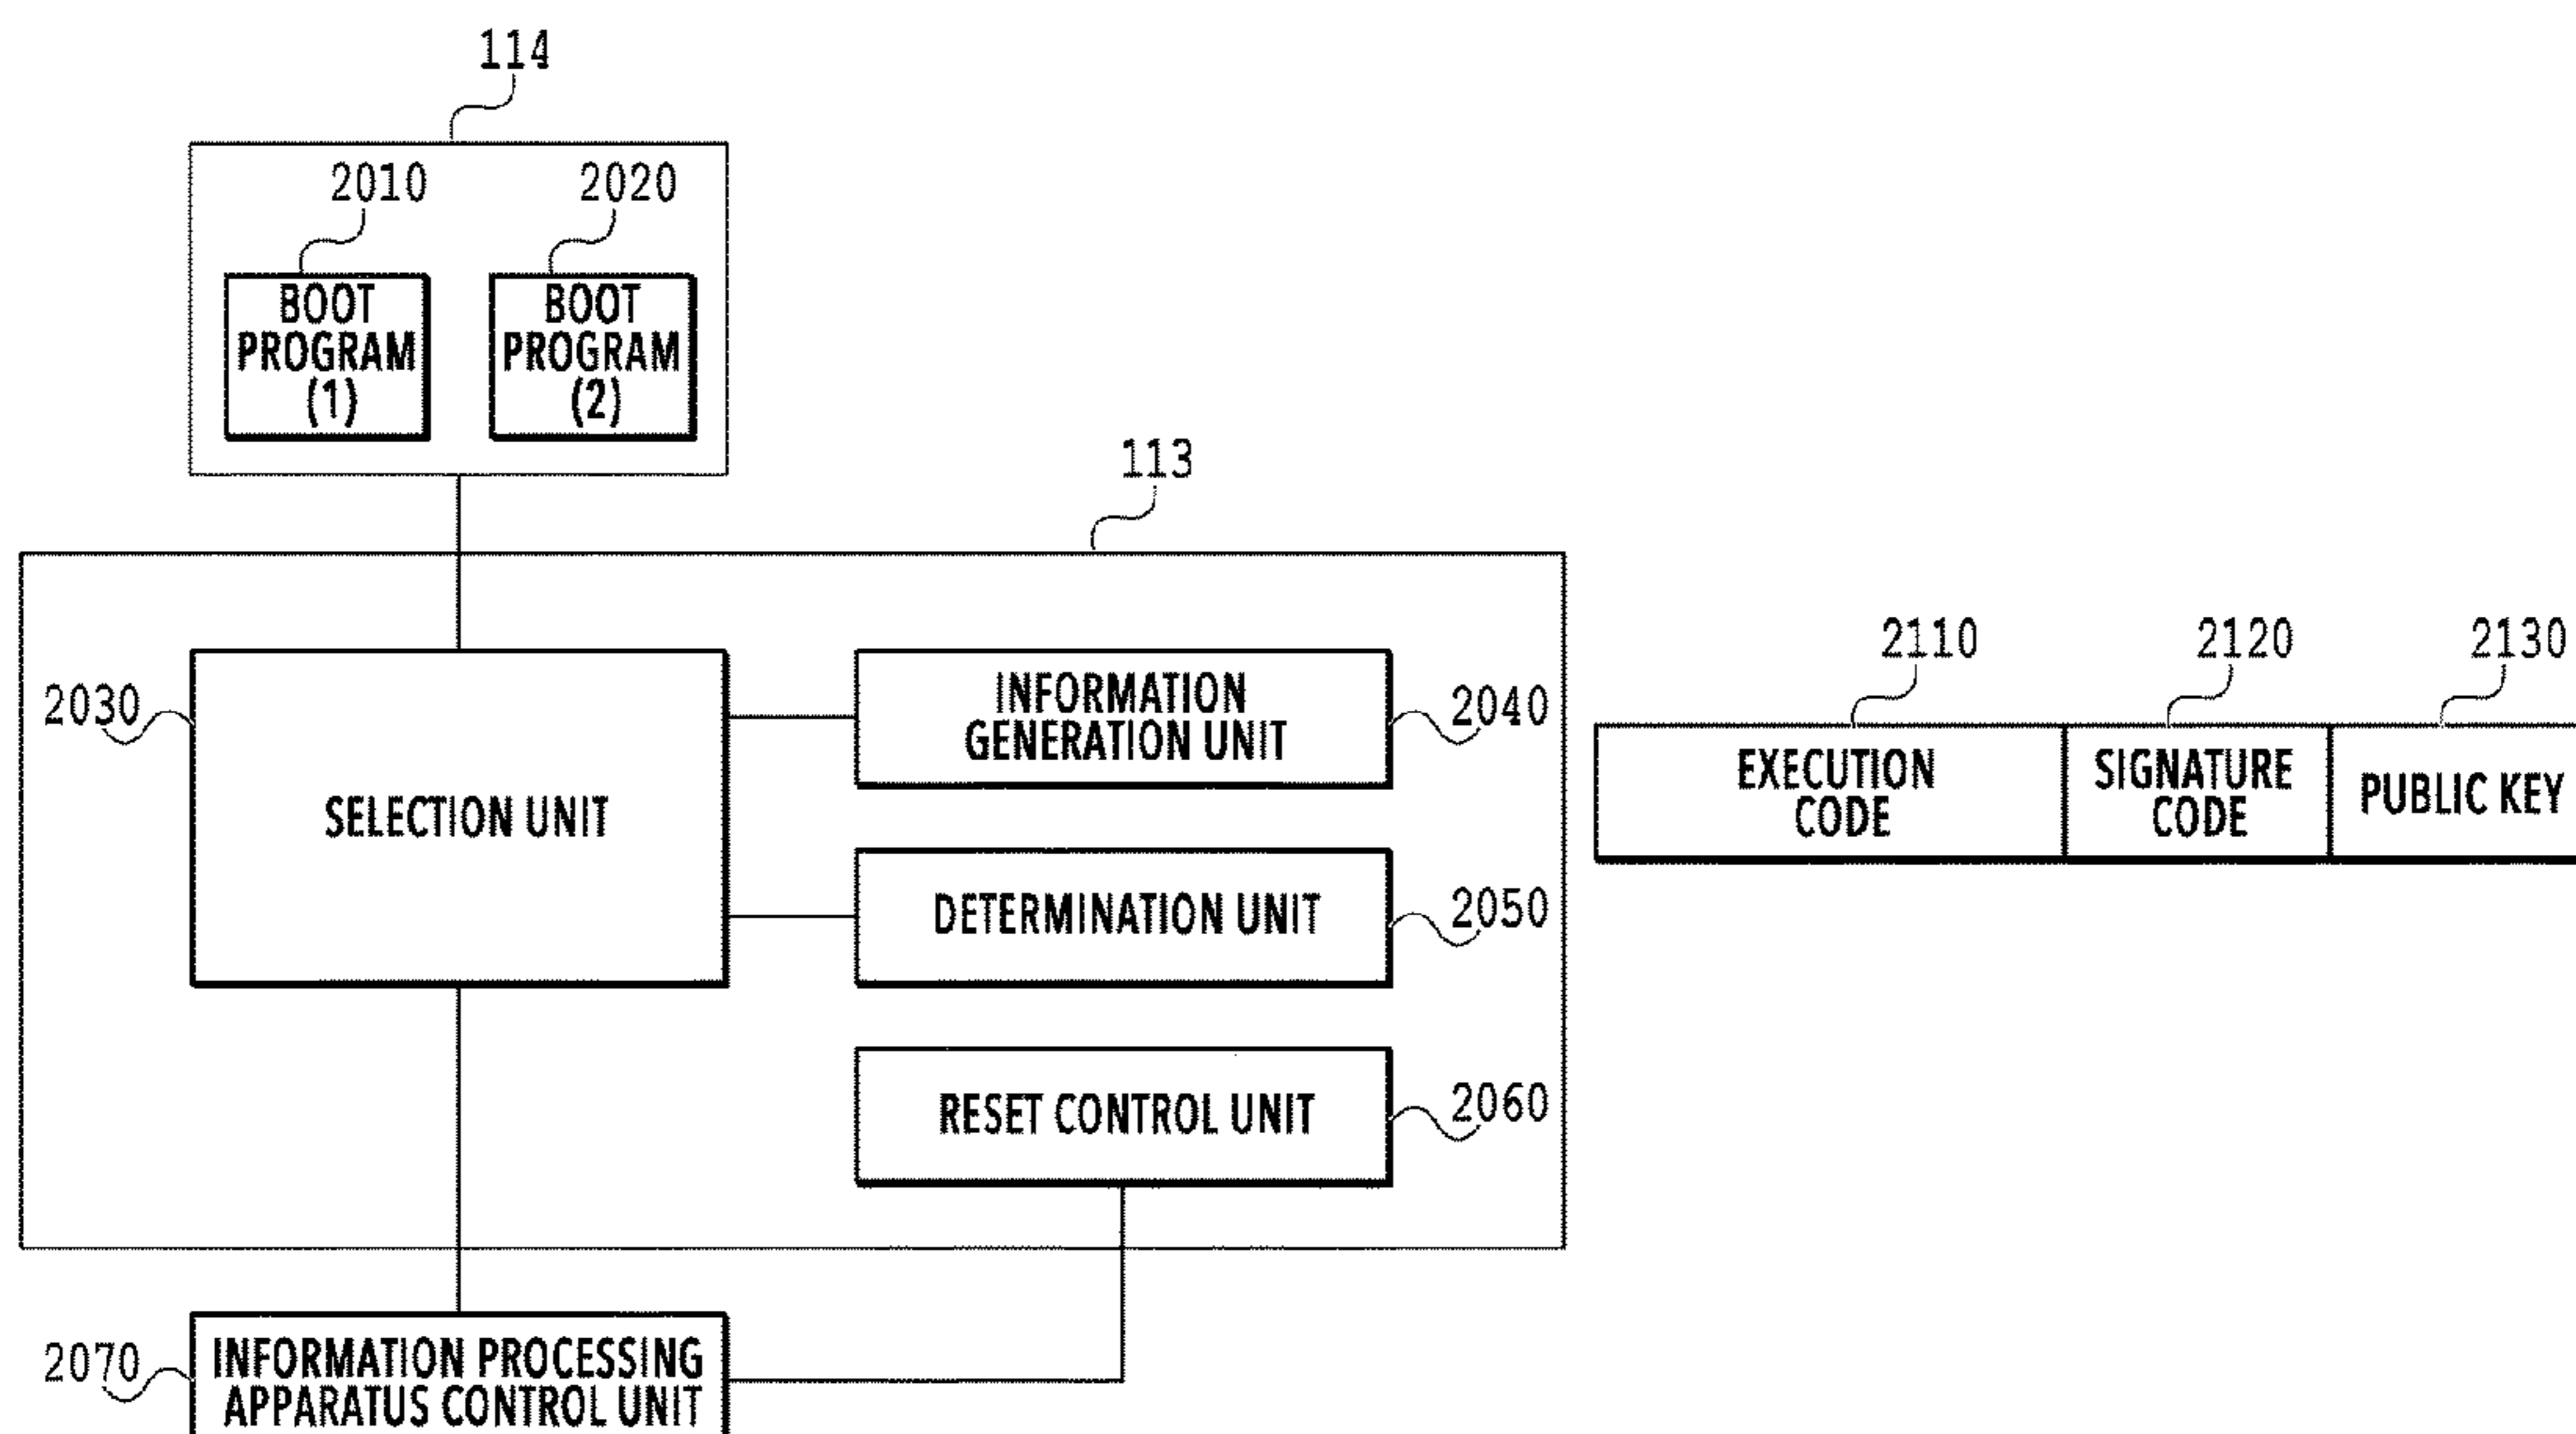 114
2010
2020
BOOT
PROGRAM
(1)
BOOT
PROGRAM
(2)
113
2030
SELECTION UNIT
INFORMATION
GENERATION UNIT
2040
DETERMINATION UNIT
2050
RESET CONTROL UNIT
2060
2070
INFORMATION PROCESSING
APPARATUS CONTROL UNIT
2110
2120
2130
EXECUTION
CODE
SIGNATURE
CODE
PUBLIC KEY